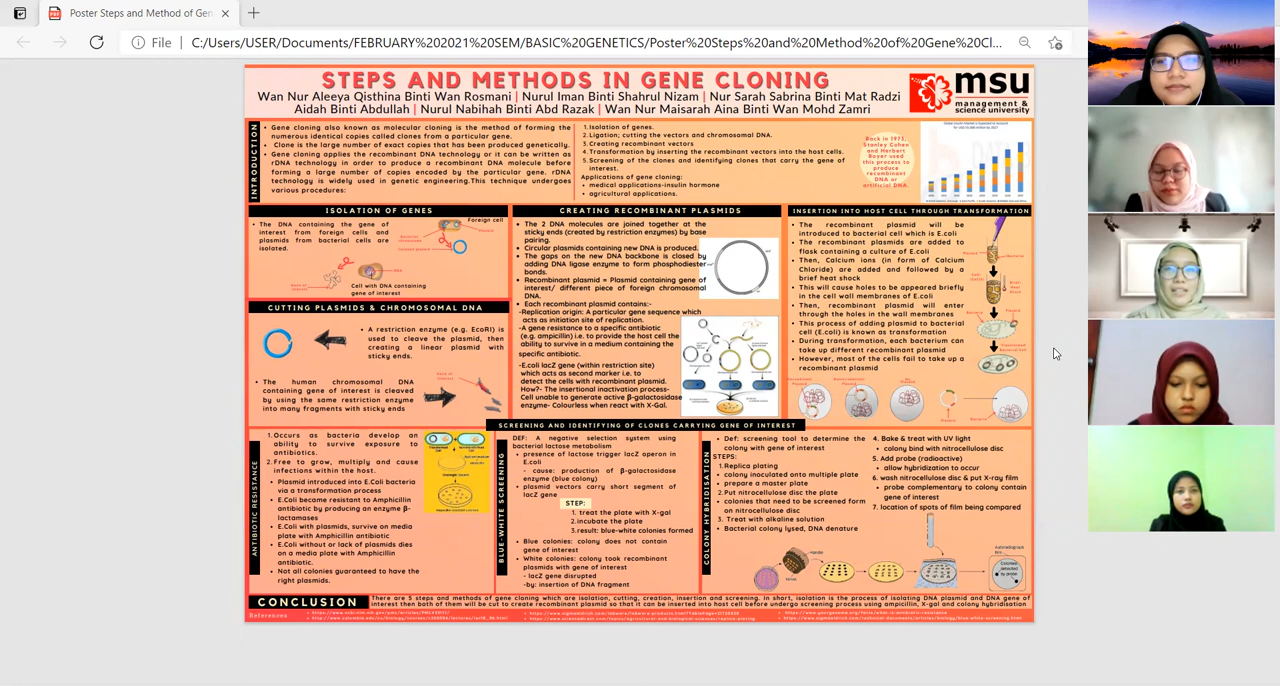 Poster Steps and Method of Gen
File
C:/Users/USER/Documents/FEBRUARY%202021%20SEM/BASIC%20GENETICS/Poster%20Steps%20and%20Method%20of%20Gene%20Cl...
STEPS AND METHODS IN GENE CLONING
Wan Nur Aleeya Qisthina Binti Wan Rosmani | Nurul Iman Binti Shahrul Nizam | Nur Sarah Sabrina Binti Mat Radzi
Aidah Binti Abdullah | Nurul Nabihah Binti Abd Razak | Wan Nur Maisarah Aina Binti Wan Mohd Zamri
msu
management &
science university
INTRODUCTION
• Gene cloning also known as molecular cloning is the method of forming the
numerous identical copies called clones from a particular gene.
• Clone is the large number of exact copies that has been produced genetically.
• Gene cloning applies the recombinant DNA technology or it can be written as
rDNA technology in order to produce a recombinant DNA molecule before
forming a large number of copies encoded by the particular gene. rDNA
technology is widely used in genetic engineering.This technique undergoes
various procedures:
1. Isolation of genes.
2. Ligation; cutting the vectors and chromosomal DNA.
3. Creating recombinant vectors
4. Transformation by inserting the recombinant vectors into the host cells.
5. Screening of the clones and identifying clones that carry the gene of
interest.
Applications of gene cloning:
• medical applications-insulin hormone
• agricultural applications.
Back in 1973,
Stanley Cohen
and Herbert
Boyer used
this process to
produce
recombinant
DNA or
artificial DNA.
ISOLATION OF GENES
• The DNA containing the gene of
interest from foreign cells and
plasmids from bacterial cells are
isolated.
Foreign cell
Plasmid
DNA
Cell with DNA containing
gene of interest
CUTTING PLASMIDS & CHROMOSOMAL DNA
• A restriction enzyme (e.g. EcoRI) is
used to cleave the plasmid, then
creating a linear plasmid with
sticky ends.
• The human chromosomal DNA
containing gene of interest is cleaved
by using the same restriction enzyme
into many fragments with sticky ends
Gene of
interest
CREATING RECOMBINANT PLASMIDS
• The 2 DNA molecules are joined together at the
sticky ends (created by restriction enzyme) by base
pairing.
• Circular plasmids containing new DNA is produced.
• The gaps on the new DNA backbone is closed by
adding DNA ligase enzyme to form phosphodiester
bonds.
• Recombinant plasmid = Plasmid containing gene of
interest/ different piece of foreign chromosomal
DNA.
• Each recombinant plasmid contains:-
-Replication origin: A particular gene sequence which
acts as initiation site of replication.
-A gene resistance to a specific antibiotic
(e.g. ampicillin) i.e. to provide the host cell the
ability to survive in a medium containing the
specific antibiotic.
-E.coli lacZ gene (within restriction site)
which acts as second marker i.e. to
detect the cells with recombinant plasmid.
How?- The insertional inactivation process-
Cell unable to generate active β-galactosidase
enzyme- Colourless when react with X-Gal.
INSERTION INTO HOST CELL THROUGH TRANSFORMATION
• The recombinant plasmid will be
introduced to bacterial cell which is E.coli
• The recombinant plasmids are added to
flask containing a culture of E.coli
• Then, Calcium ions (in form of Calcium
Chloride) are added and followed by a
brief heat shock
• This will cause holes to be appeared briefly
in the cell wall membranes of E.coli
• Then, recombinant plasmid will enter
through the holes in the wall membranes
• This process of adding plasmid to bacterial
cell (E.coli) is known as transformation
• During transformation, each bacterium can
take up different recombinant plasmid
• However, most of the cells fail to take up a
recombinant plasmid
SCREENING AND IDENTIFYING OF CLONES CARRYING GENE OF INTEREST
ANTIBIOTIC RESISTANCE
1. Occurs as bacteria develop an
ability to survive exposure to
antibiotics.
2. Free to grow, multiply and cause
infections within the host.
• Plasmid introduced into E.Coli bacteria
via a transformation process
• E.Coli became resistant to Amphicillin
antibiotic by producing an enzyme β-
lactamases
• E.Coli with plasmids, survive on media
plate with Amphicillin antibiotic
• E.Coli without or lack of plasmids dies
on a media plate with Amphicillin
antibiotic.
• Not all colonies guaranteed to have the
right plasmids.
BLUE-WHITE SCREENING
DEF: A negative selection system using
bacterial lactose metabolism
• presence of lactose trigger lacZ operon in
E.coli
- cause: production of β-galactosidase
enzyme (blue colony)
• plasmid vectors carry short segment of
lacZ gene
STEP:
1. treat the plate with X-gal
2. incubate the plate
3. result: blue-white colonies formed
• Blue colonies: colony does not contain
gene of interest
• White colonies: colony took recombinant
plasmids with gene of interest
- lacZ gene disrupted
-by: insertion of DNA fragment
COLONY HYBRIDISATION
• Def: screening tool to determine the
colony with gene of interest
STEPS:
1. Replica plating
• colony inoculated onto multiple plate
• prepare a master plate
2. Put nitrocellulose disc the plate
• colonies that need to be screened form
on nitrocellulose disc
3. Treat with alkaline solution
• Bacterial colony lysed, DNA denature
4. Bake & treat with UV light
• colony bind with nitrocellulose disc
5. Add probe (radioactive)
• allow hybridization to occur
6. wash nitrocellulose disc & put X-ray film
• probe complementary to colony contain
gene of interest
7. location of spots of film being compared
Handle
Velvet
Colonies
detected
by probe
CONCLUSION
There are 5 steps and methods of gene cloning which are isolation, cutting, creation, insertion and screening. In short, isolation is the process of isolating DNA plasmid and DNA gene of
interest then both of them will be cut to create recombinant plasmid so that it can be inserted into host cell before undergo screening process using ampicillin, X-gal and colony hybridisation
References